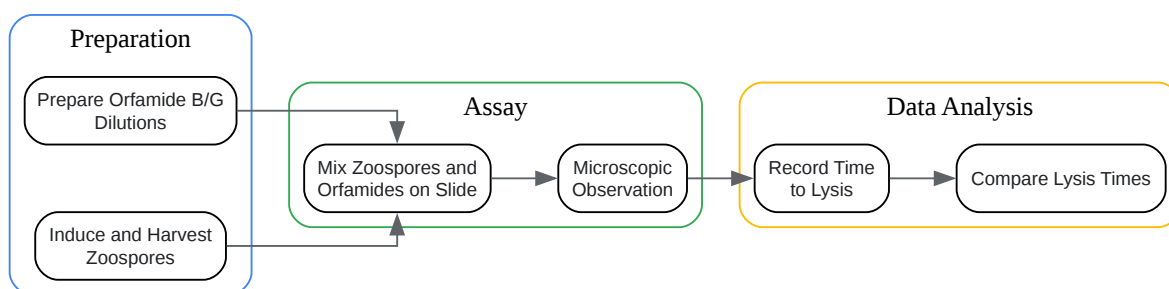 Preparation
Prepare Orfamide B/G
Dilutions
Induce and Harvest
Zoospores
Assay
Mix Zoospores and
Orfamides on Slide
Microscopic
Observation
Data Analysis
Record Time
to Lysis
Compare Lysis Times